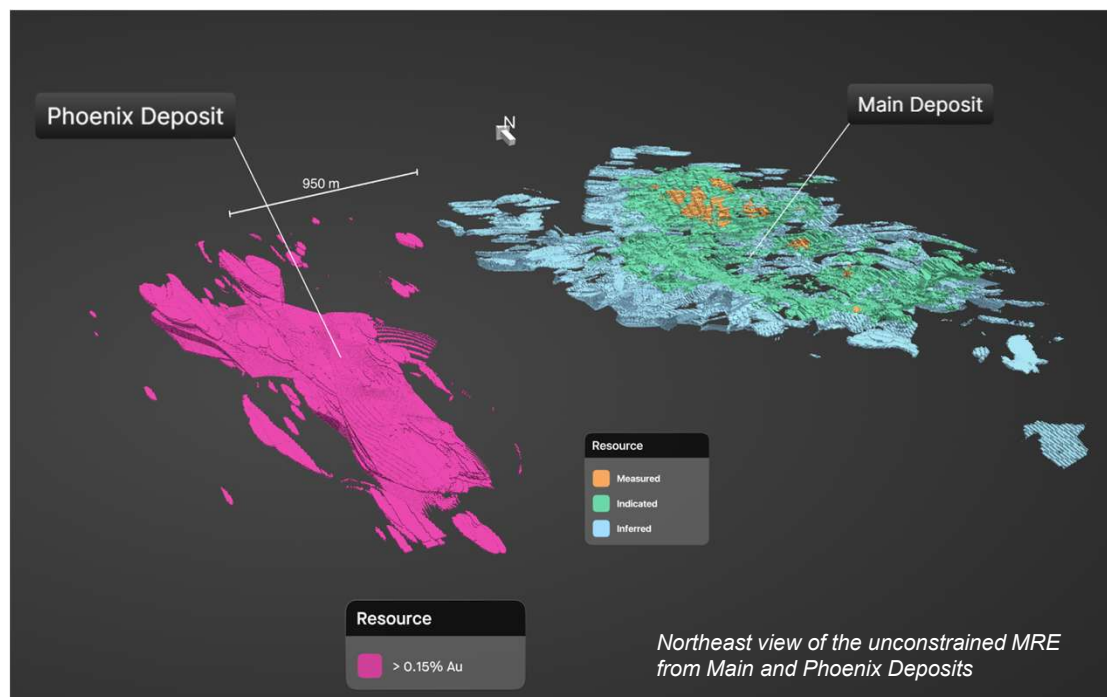 N
Phoenix Deposit
Main Deposit
950 m
Resource
Measured
Indicated
Inferred
Resource
> 0.15% Au
Northeast view of the unconstrained MRE
from Main and Phoenix Deposits